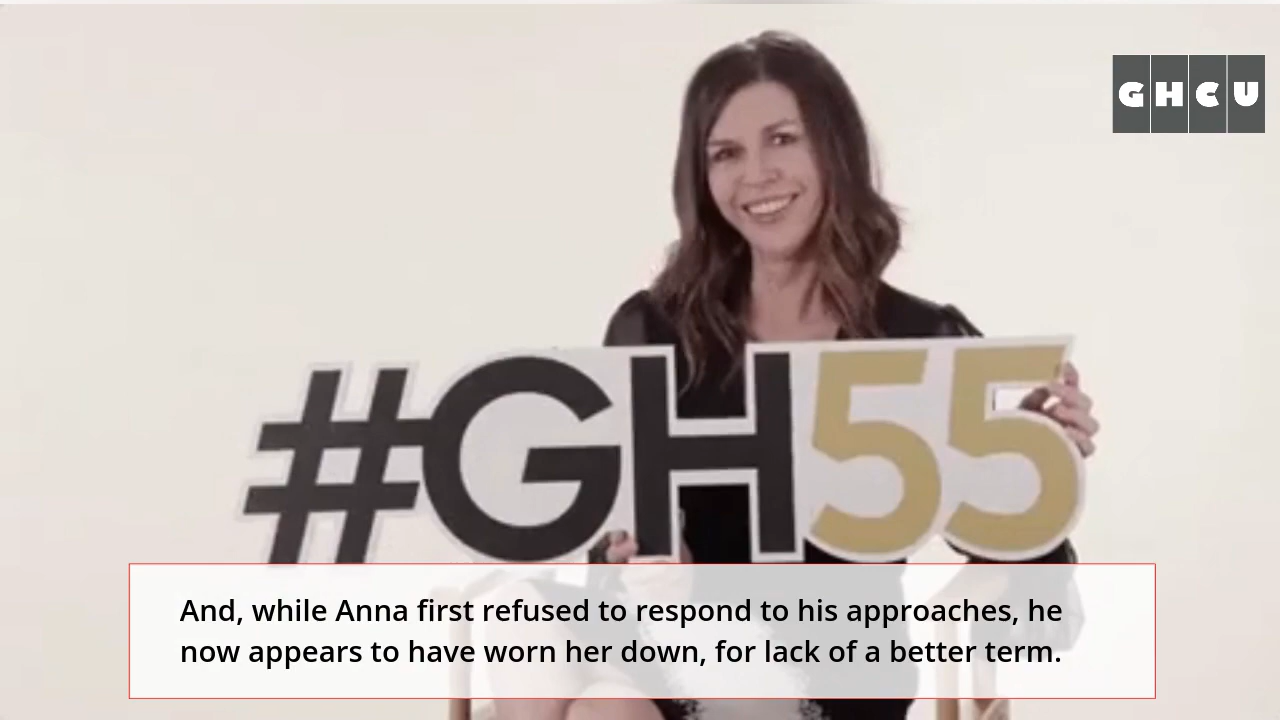 GHCU
#GH55
And, while Anna first refused to respond to his approaches, he
now appears to have worn her down, for lack of a better term.